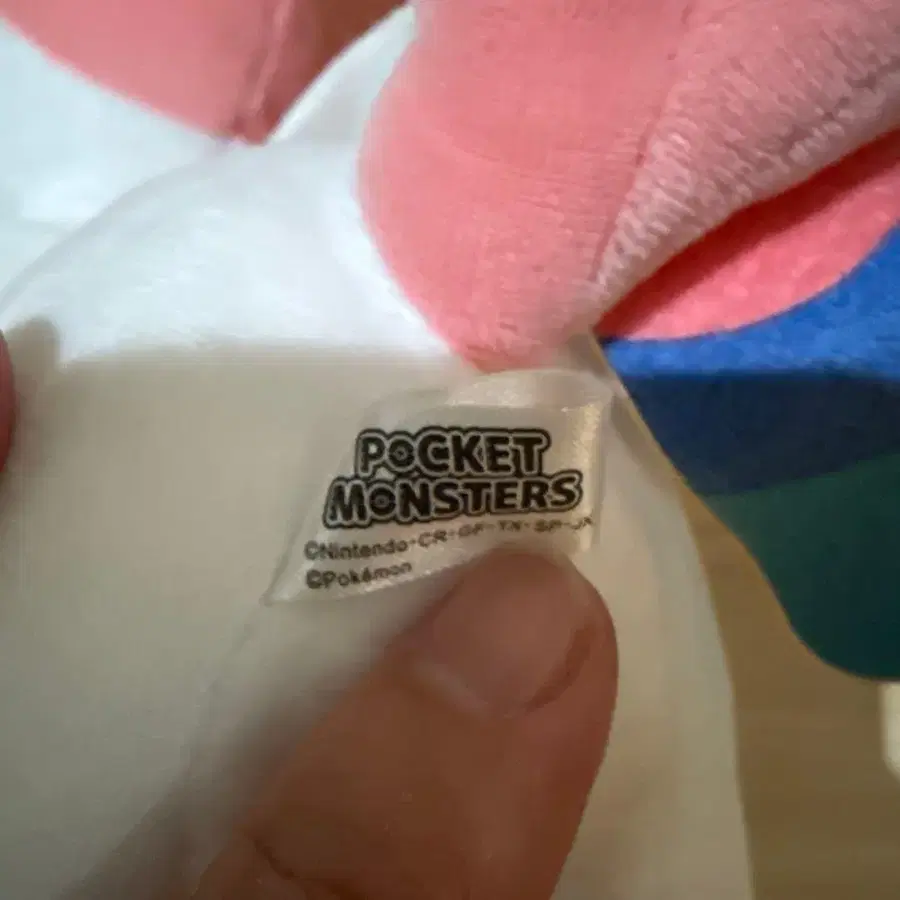 POCKET
MONSTERS
©Nintendo・CR・GF・TX・SP・JK
©Pokémon